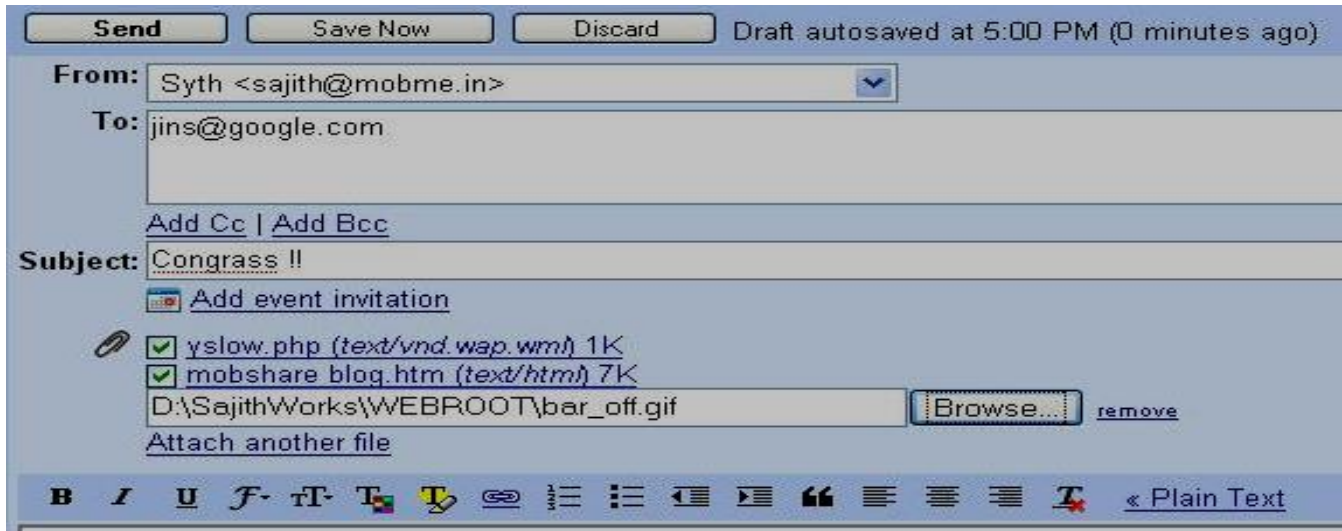 Send Save Now Discard Draft autosaved at 5:00 PM (0 minutes ago)
From: Syth <sajith@mobme.in>
To: jins@google.com
Add Cc | Add Bcc
Subject: Congrass !!
Add event invitation
yslow.php (text/vnd.wap.wml) 1K
mobshare blog.htm (text/html) 7K
D:\SajithWorks\WEBROOT\bar_off.gif Browse... remove
Attach another file
B I U F T T T T « Plain Text